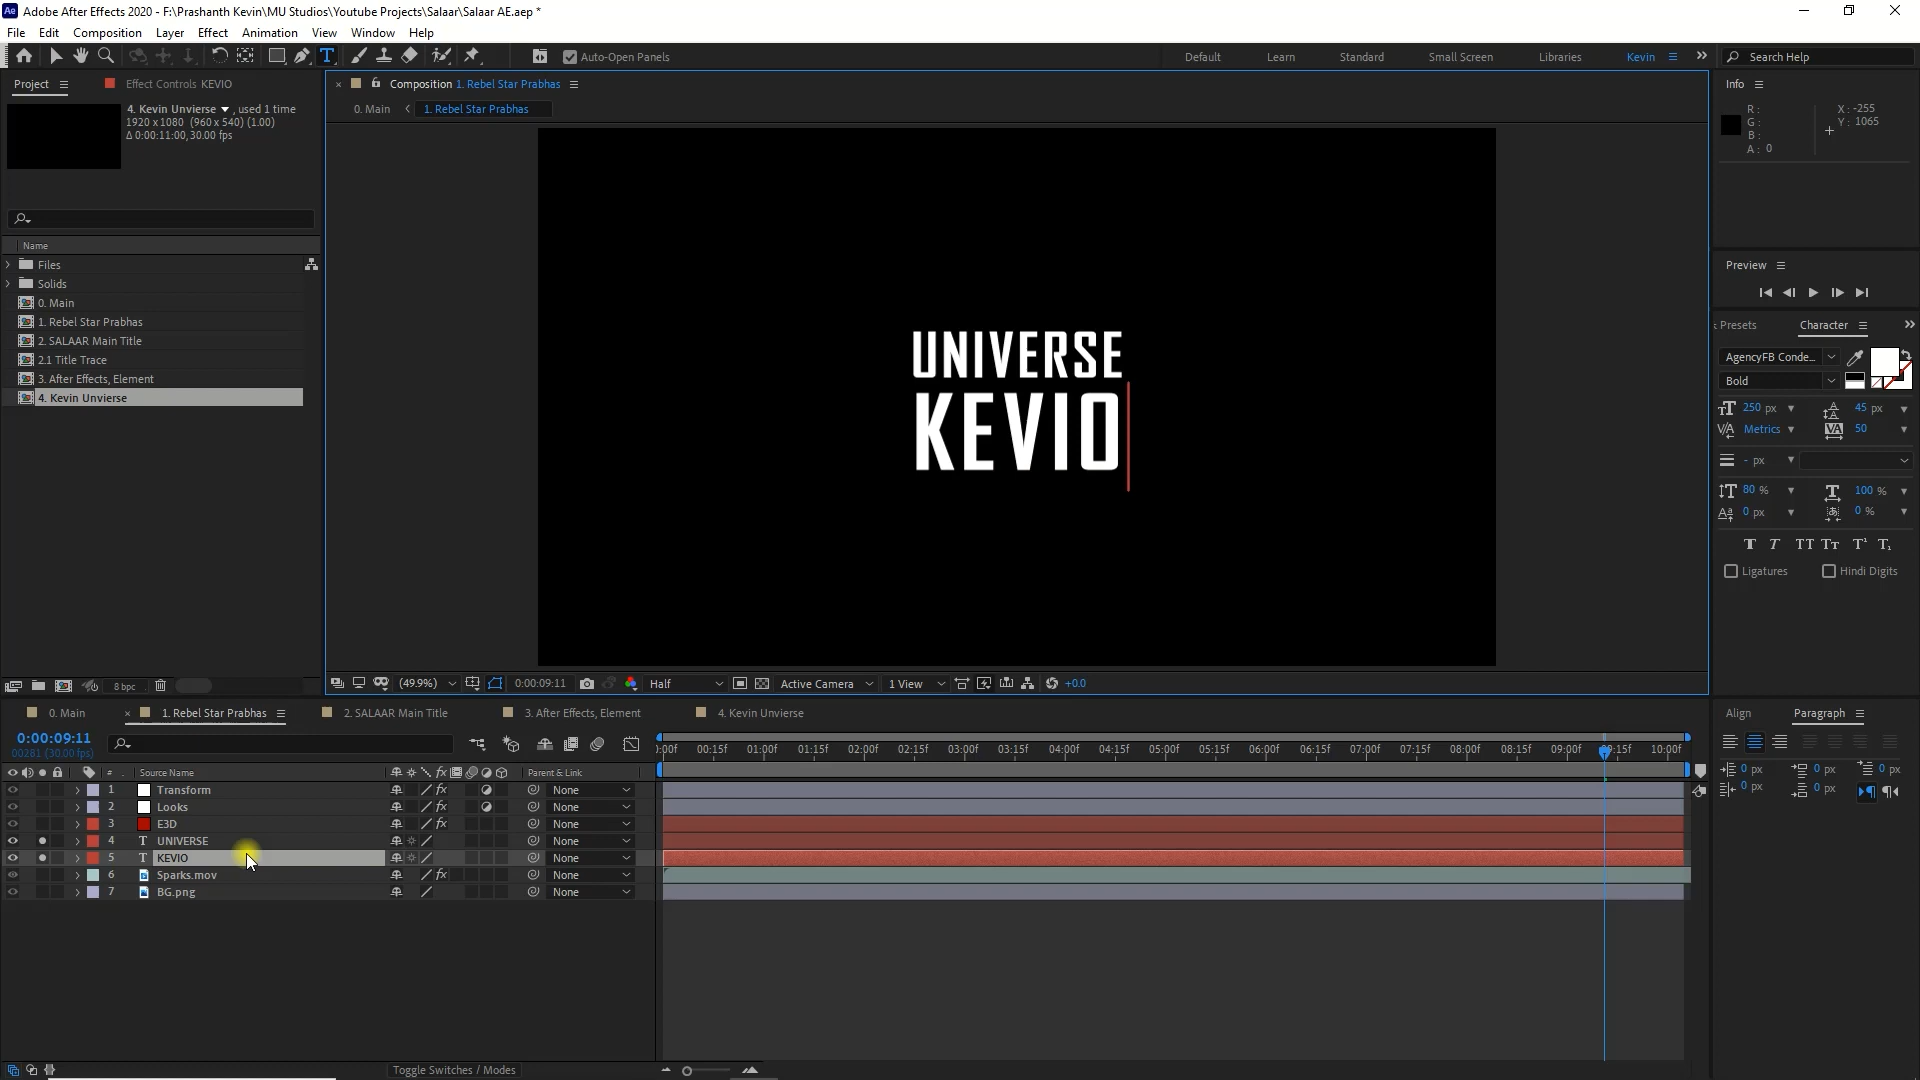 Adobe After Effects 2020 - F:\Prashanth Kevin\MU Studios\Youtube Projects\Salaar\Salaar AE.aep *
File Edit Composition Layer Effect Animation View Window Help
Auto-Open Panels Default Learn Standard Small Screen Libraries Kevin Search Help
Project Effect Controls KEVIO
4. Kevin Unvierse , used 1 time
1920 x 1080 (960 x 540) (1.00)
Δ 0:00:11:00, 30.00 fps
Name
Files
Solids
0. Main
1. Rebel Star Prabhas
2. SALAAR Main Title
2.1 Title Trace
3. After Effects, Element
4. Kevin Unvierse
8 bpc
Composition 1. Rebel Star Prabhas
0. Main 1. Rebel Star Prabhas
UNIVERSE
KEVIO
(49.9%) 0:00:09:11 Half Active Camera 1 View +0.0
Info
R: X: -255
G: Y: 1065
B:
A: 0
Preview
Presets Character
AgencyFB Conde...
Bold
250 px 45 px
Metrics 50
- px
80 % 100 %
0 px 0 %
Ligatures Hindi Digits
0. Main 1. Rebel Star Prabhas 2. SALAAR Main Title 3. After Effects, Element 4. Kevin Unvierse
0:00:09:11
00281 (30.00 fps)
):00f 00:15f 01:00f 01:15f 02:00f 02:15f 03:00f 03:15f 04:00f 04:15f 05:00f 05:15f 06:00f 06:15f 07:00f 07:15f 08:00f 08:15f 09:00f 09:15f 10:00f
# Source Name Parent & Link
1 Transform None
2 Looks None
3 E3D None
4 UNIVERSE None
5 KEVIO None
6 Sparks.mov None
7 BG.png None
Toggle Switches / Modes
Align Paragraph
0 px 0 px 0 px
0 px 0 px